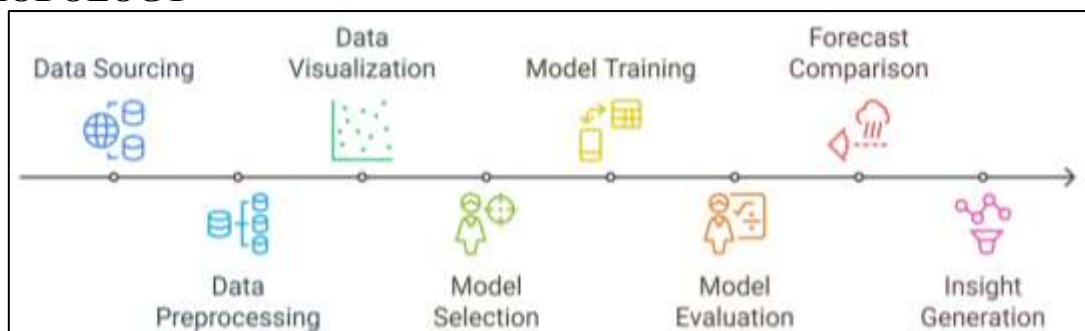 Data Sourcing
Data
Preprocessing
Data
Visualization
Model
Selection
Model Training
Model
Evaluation
Forecast
Comparison
Insight
Generation